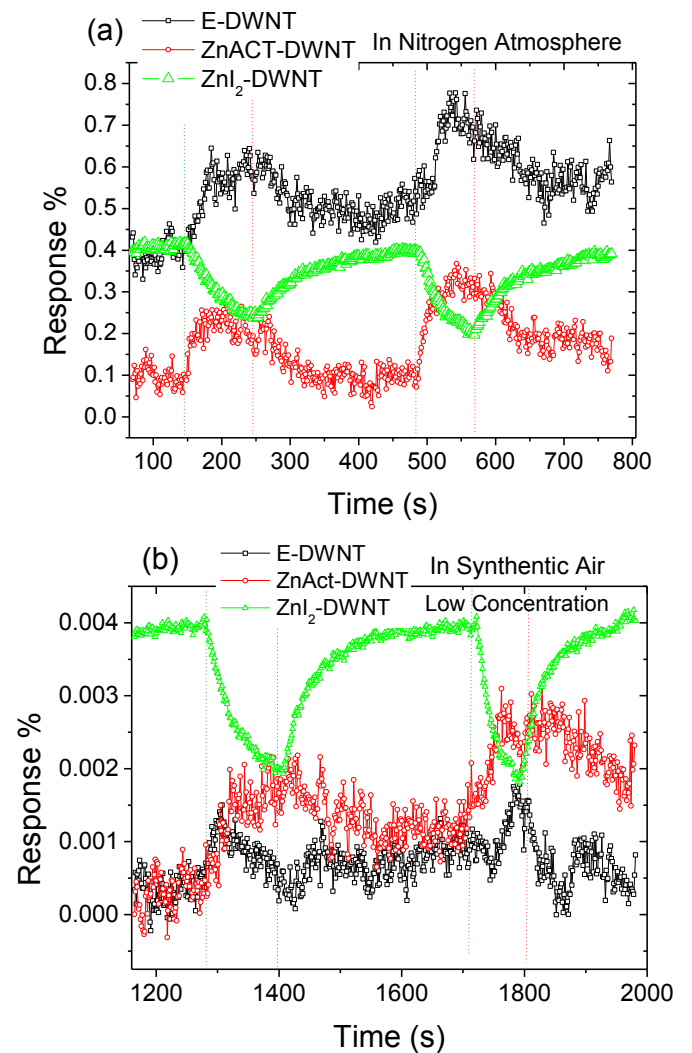 (a)
E-DWNT
ZnACT-DWNT
ZnI₂-DWNT
In Nitrogen Atmosphere
0.8
0.7
0.6
0.5
0.4
0.3
0.2
0.1
0.0
Response %
100 200 300 400 500 600 700 800
Time (s)
(b)
E-DWNT
ZnAct-DWNT
ZnI₂-DWNT
In Synthentic Air
Low Concentration
0.004
0.003
0.002
0.001
0.000
Response %
1200 1400 1600 1800 2000
Time (s)